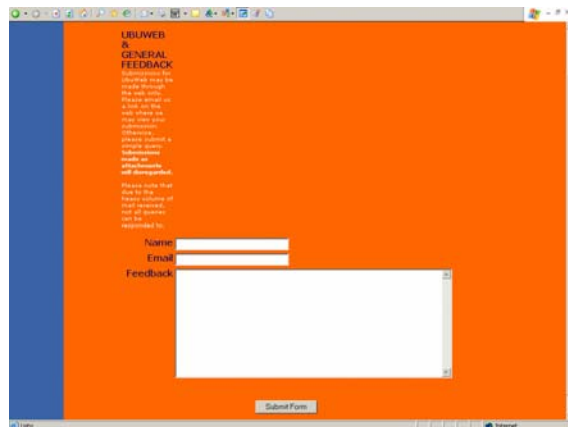 UBUWEB
&
GENERAL
FEEDBACK
Submissions for
UbuWeb may be
made through
the web only.
Please email us
a link on the
web where we
may view your
submission.
Otherwise,
please submit a
simple query.
Submissions
made as
attachments
will disregarded.
Please note that
due to the
heavy volume of
mail received,
not all queries
can be
responded to.
Name
Email
Feedback
Submit Form
Internet